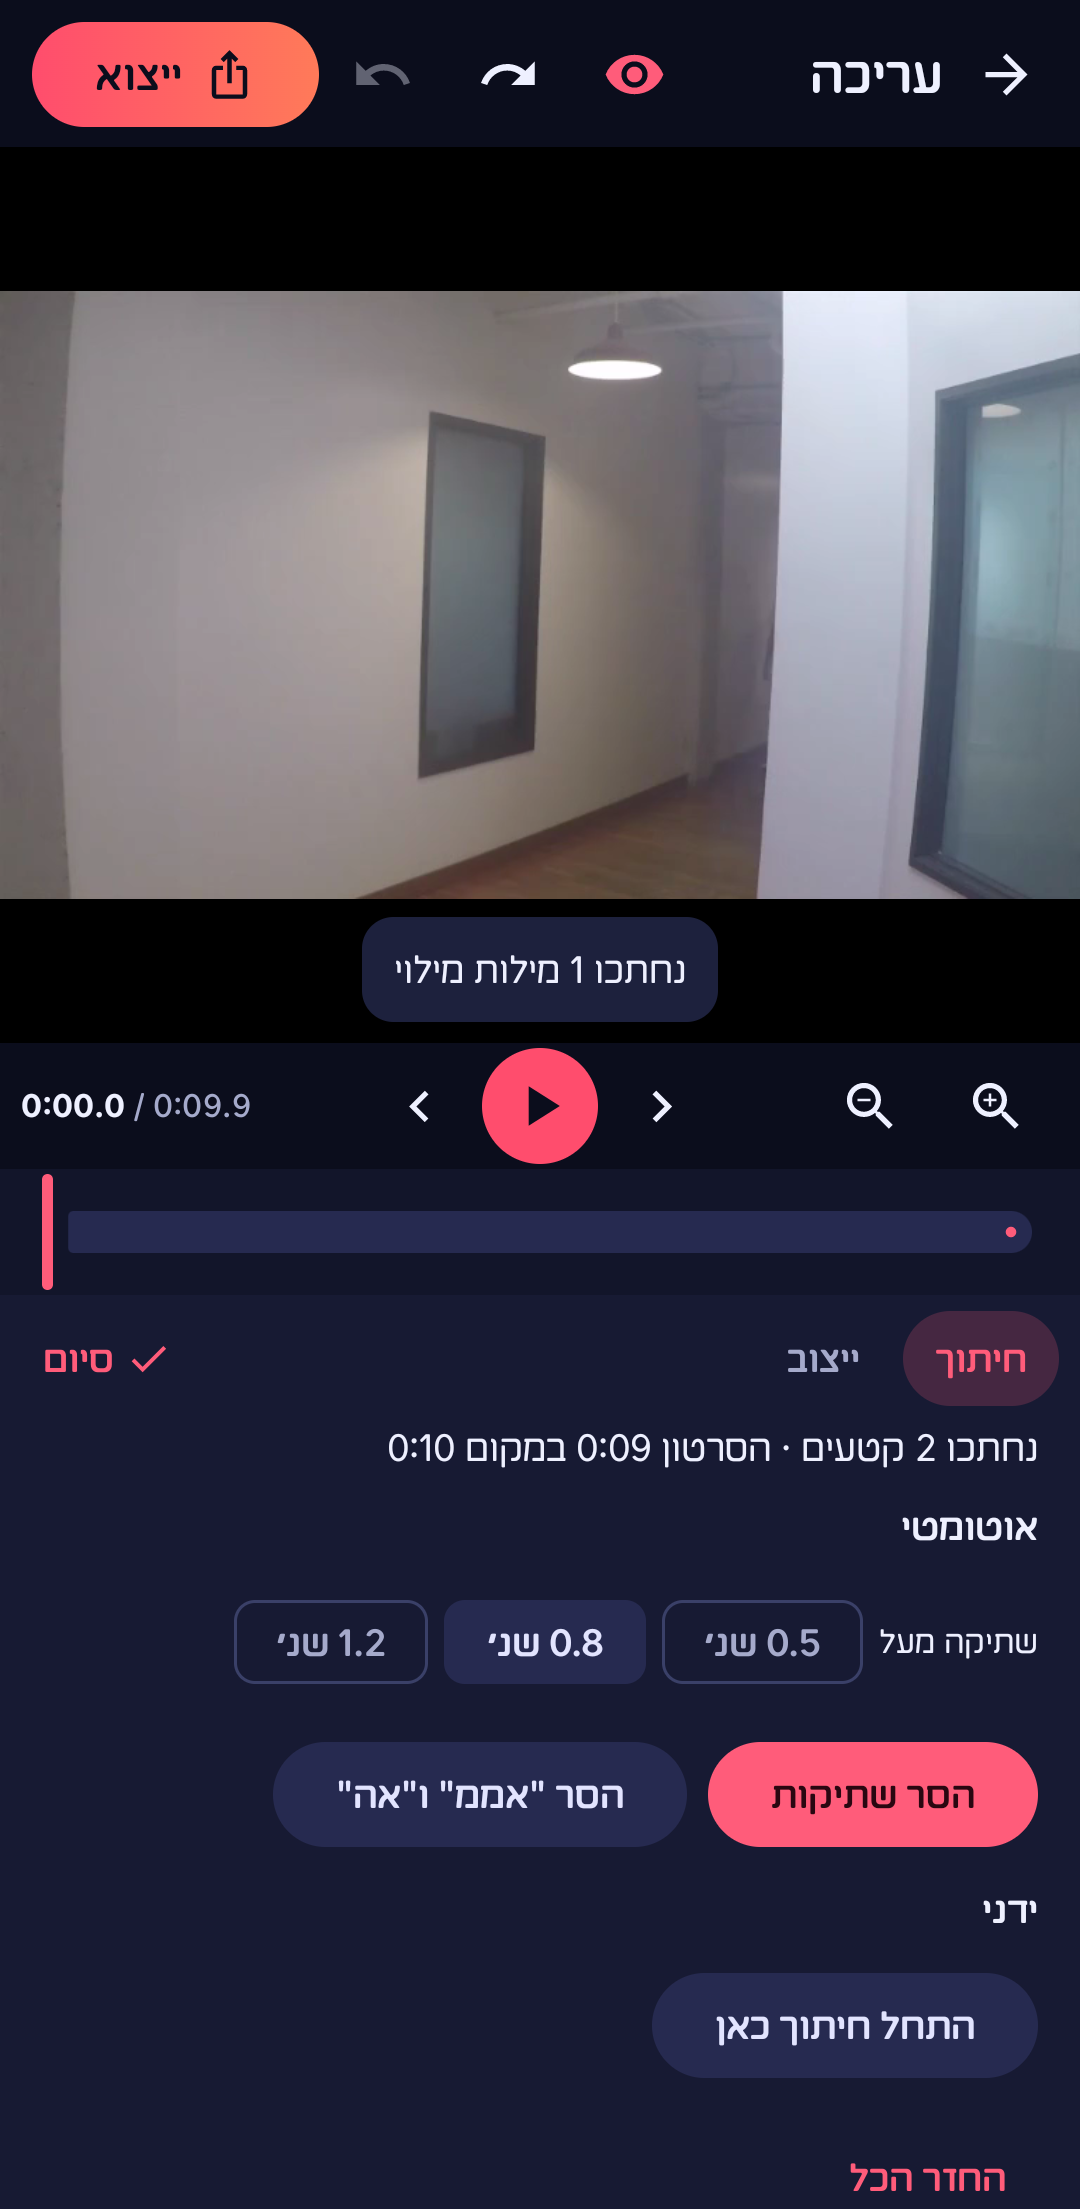 עריכה
ייצוא
נחתכו 1 מילות מילוי
0:00.0 / 0:09.9
חיתוך
ייצוב
סיום
נחתכו 2 קטעים · הסרטון 0:09 במקום 0:10
אוטומטי
שתיקה מעל
0.5 שנ׳
0.8 שנ׳
1.2 שנ׳
הסר שתיקות
הסר "אממ" ו"אה"
ידני
התחל חיתוך כאן
החזר הכל